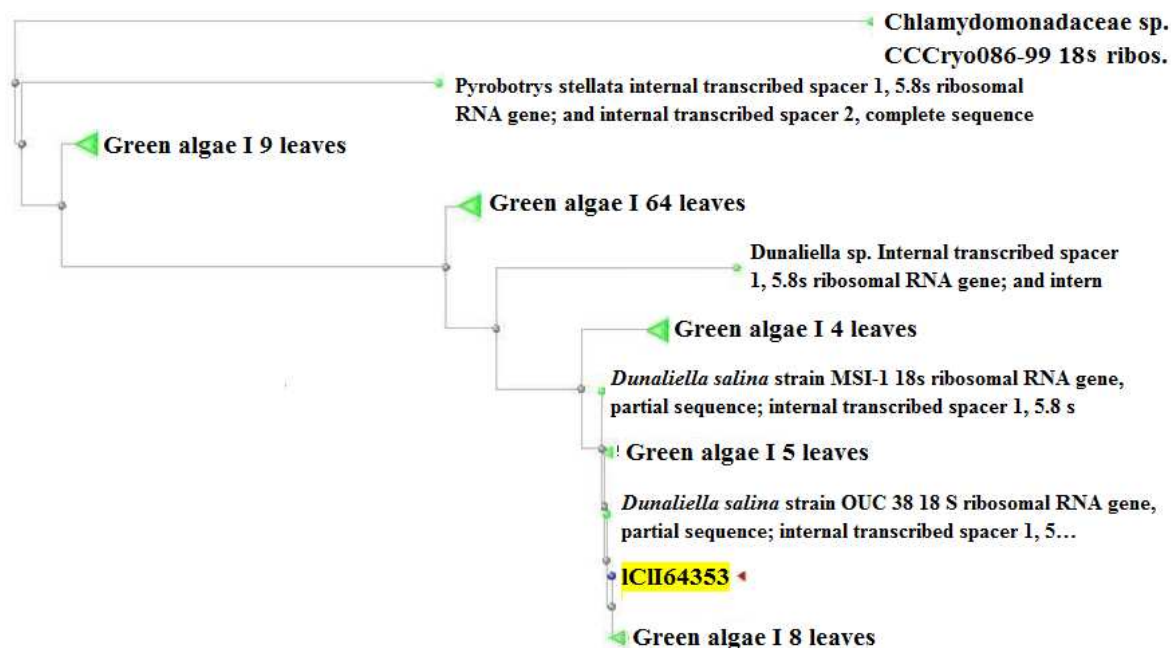 Chlamydomonadaceae sp.
CCCryo086-99 18s ribos.
Pyrobotrys stellata internal transcribed spacer 1, 5.8s ribosomal
RNA gene; and internal transcribed spacer 2, complete sequence
Green algae I 9 leaves
Green algae I 64 leaves
Dunaliella sp. Internal transcribed spacer
1, 5.8s ribosomal RNA gene; and intern
Green algae I 4 leaves
Dunaliella salina strain MSI-1 18s ribosomal RNA gene,
partial sequence; internal transcribed spacer 1, 5.8 s
! Green algae I 5 leaves
Dunaliella salina strain OUC 38 18 S ribosomal RNA gene,
partial sequence; internal transcribed spacer 1, 5…
lClI64353
Green algae I 8 leaves